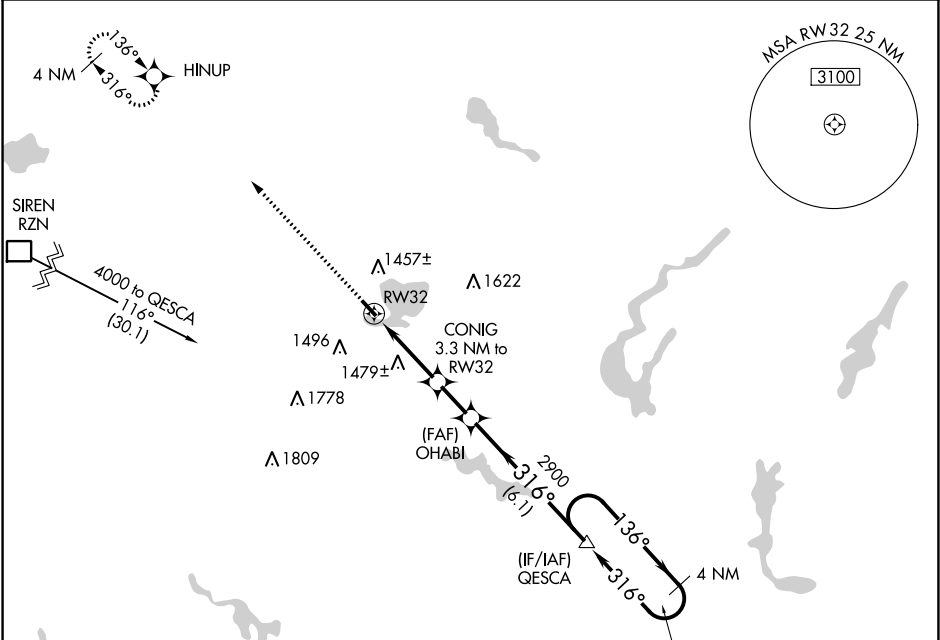 136°
4 NM
316°
HINUP
MSA RW32 25 NM
3100
SIREN
RZN
4000 to QESCA
116°
(30.1)
1457±
1622
RW32
CONIG
3.3 NM to
RW32
1496
1479±
1778
1809
(FAF)
OHABI
2900
316°
(6.1)
136°
(IF/IAF)
QESCA
316°
4 NM